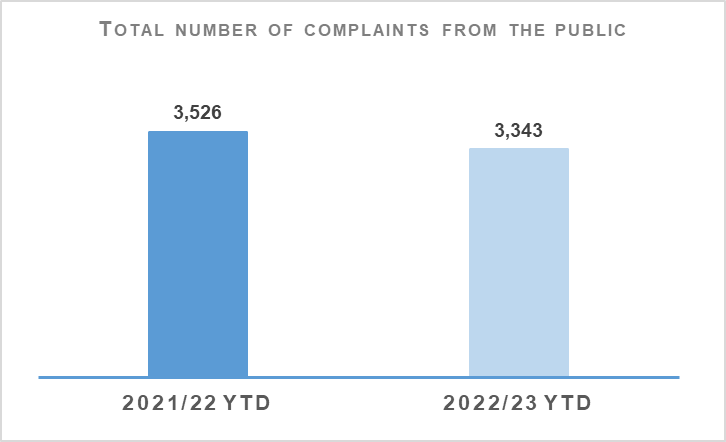 Total number of complaints from the public
3,526
3,343
2021/22 YTD
2022/23 YTD